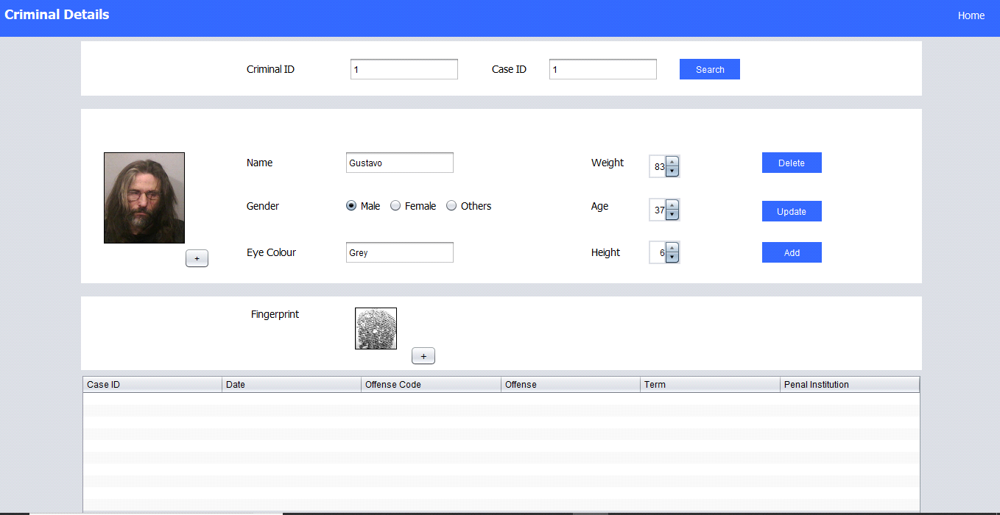 Criminal Details Home
Criminal ID 1 Case ID 1 Search
Name Gustavo Weight 83 Delete
Gender Male Female Others Age 37 Update
+ Eye Colour Grey Height 6 Add
Fingerprint
+
Case ID Date Offense Code Offense Term Penal Institution